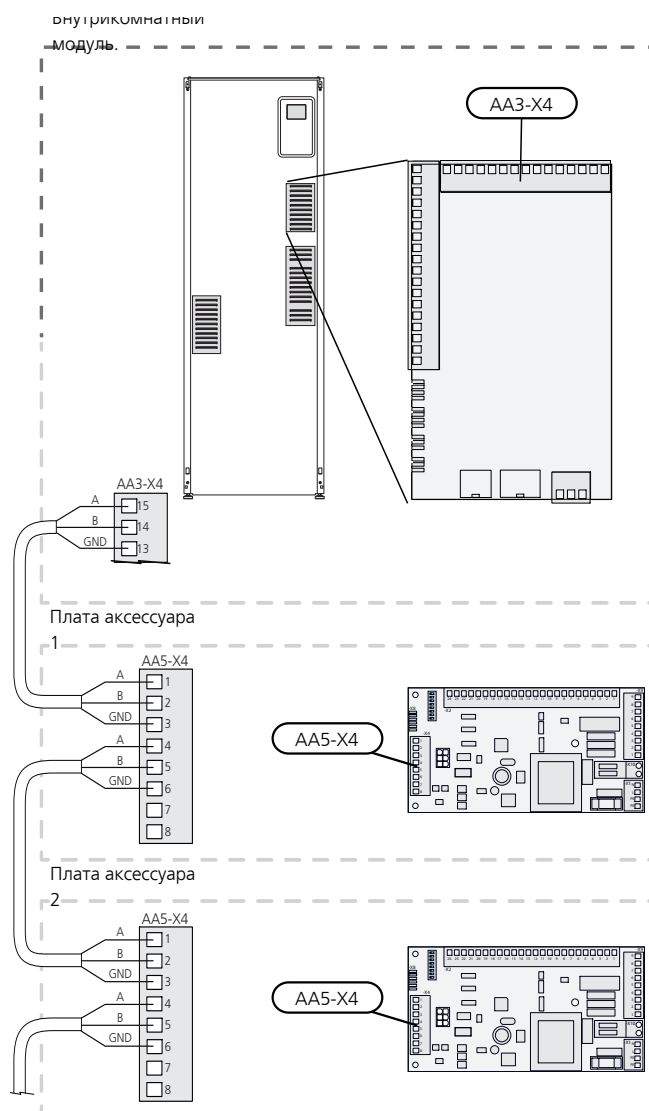 Внутрикомнатный
модуль.
AA3-X4
AA3-X4
A
15
B
14
GND
13
Плата аксессуара
1
AA5-X4
A
1
B
2
GND
3
A
4
B
5
GND
6
7
8
AA5-X4
Плата аксессуара
2
AA5-X4
A
1
B
2
GND
3
A
4
B
5
GND
6
7
8
AA5-X4